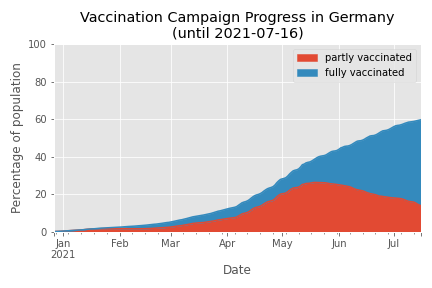 Vaccination Campaign Progress in Germany
(until 2021-07-16)
Percentage of population
100
80
60
40
20
0
partly vaccinated
fully vaccinated
Jan Feb Mar Apr May Jun Jul
2021
Date